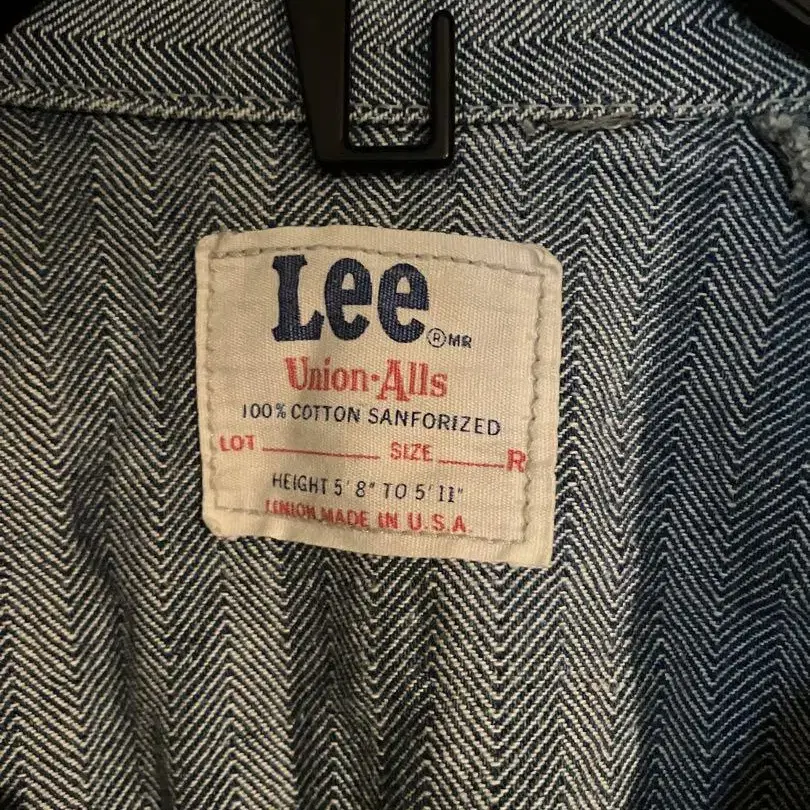 Lee ® MR
Union-Alls
100% COTTON SANFORIZED
LOT SIZE R
HEIGHT 5' 8" TO 5' 11"
UNION MADE IN U.S.A.